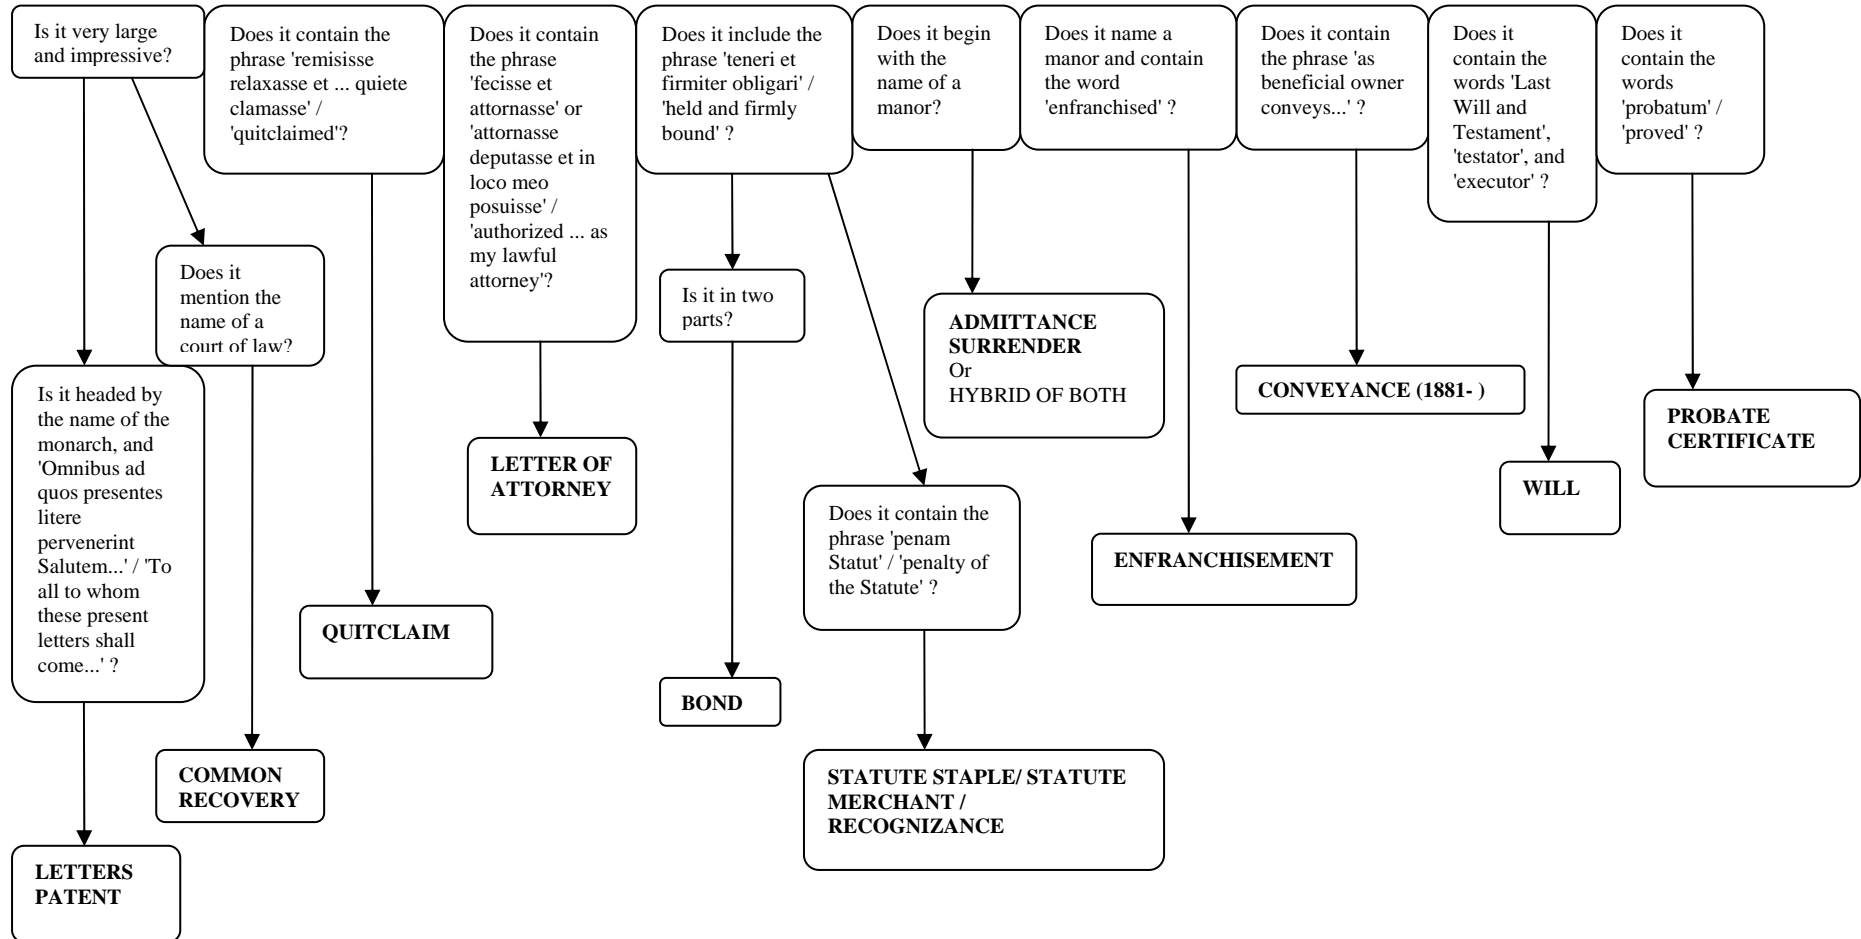 Is it very large
and impressive?
Does it contain the
phrase 'remisisse
relaxasse et ... quiete
clamasse' /
'quitclaimed'?
Does it contain
the phrase
'fecisse et
attornasse' or
'attornasse
deputasse et in
loco meo
posuisse' /
'authorized ... as
my lawful
attorney'?
Does it include the
phrase 'teneri et
firmiter obligari' /
'held and firmly
bound' ?
Does it begin
with the
name of a
manor?
Does it name a
manor and contain
the word
'enfranchised' ?
Does it contain
the phrase 'as
beneficial owner
conveys...' ?
Does it
contain the
words 'Last
Will and
Testament',
'testator', and
'executor' ?
Does it
contain the
words
'probatum' /
'proved' ?
Does it
mention the
name of a
court of law?
Is it in two
parts?
ADMITTANCE
SURRENDER
Or
HYBRID OF BOTH
CONVEYANCE (1881- )
PROBATE
CERTIFICATE
Is it headed by
the name of the
monarch, and
'Omnibus ad
quos presentes
litere
pervenerint
Salutem...' / 'To
all to whom
these present
letters shall
come...' ?
LETTER OF
ATTORNEY
WILL
Does it contain the
phrase 'penam
Statut' / 'penalty of
the Statute' ?
ENFRANCHISEMENT
QUITCLAIM
BOND
COMMON
RECOVERY
STATUTE STAPLE/ STATUTE
MERCHANT /
RECOGNIZANCE
LETTERS
PATENT